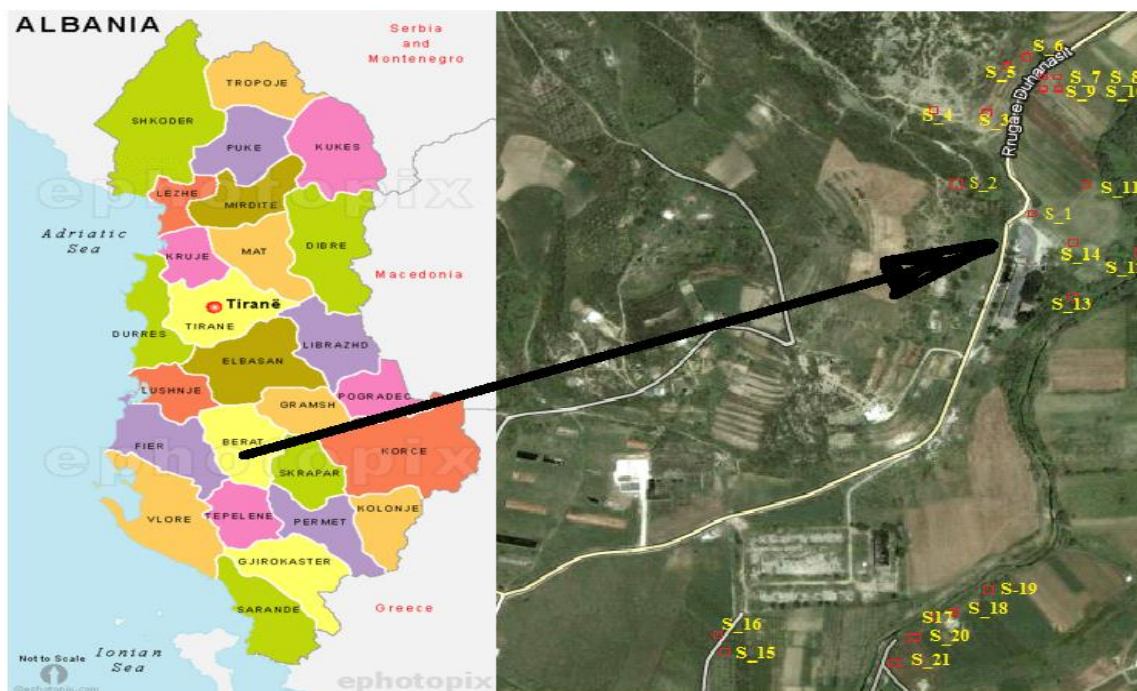 ALBANIA
Serbia
and
Montenegro
TROPOJE
SHKODER
PUKE
KUKES
LEZHE
MIRDITE
Adriatic
Sea
KRUJE
MAT
DIBRE
Macedonia
Tiranë
TIRANE
DURRES
LIBRAZHD
ELBASAN
LUSHNJE
POGRADEC
GRAMSH
FIER
BERAT
KORCE
SKRAPAR
VLORE
TEPELENE
PERMET
KOLONJE
GJIROKASTER
SARANDE
Greece
Ionian
Sea
Not to Scale
ephotopix
ephotopix
ephotopix
S_6
S_5
S_7
S_8
S_9
S_10
S_4
S_3
Rruga e Duhanasit
S_2
S_11
S_1
S_14
S_13
S-19
S_18
S17
S_16
S_20
S_15
S_21